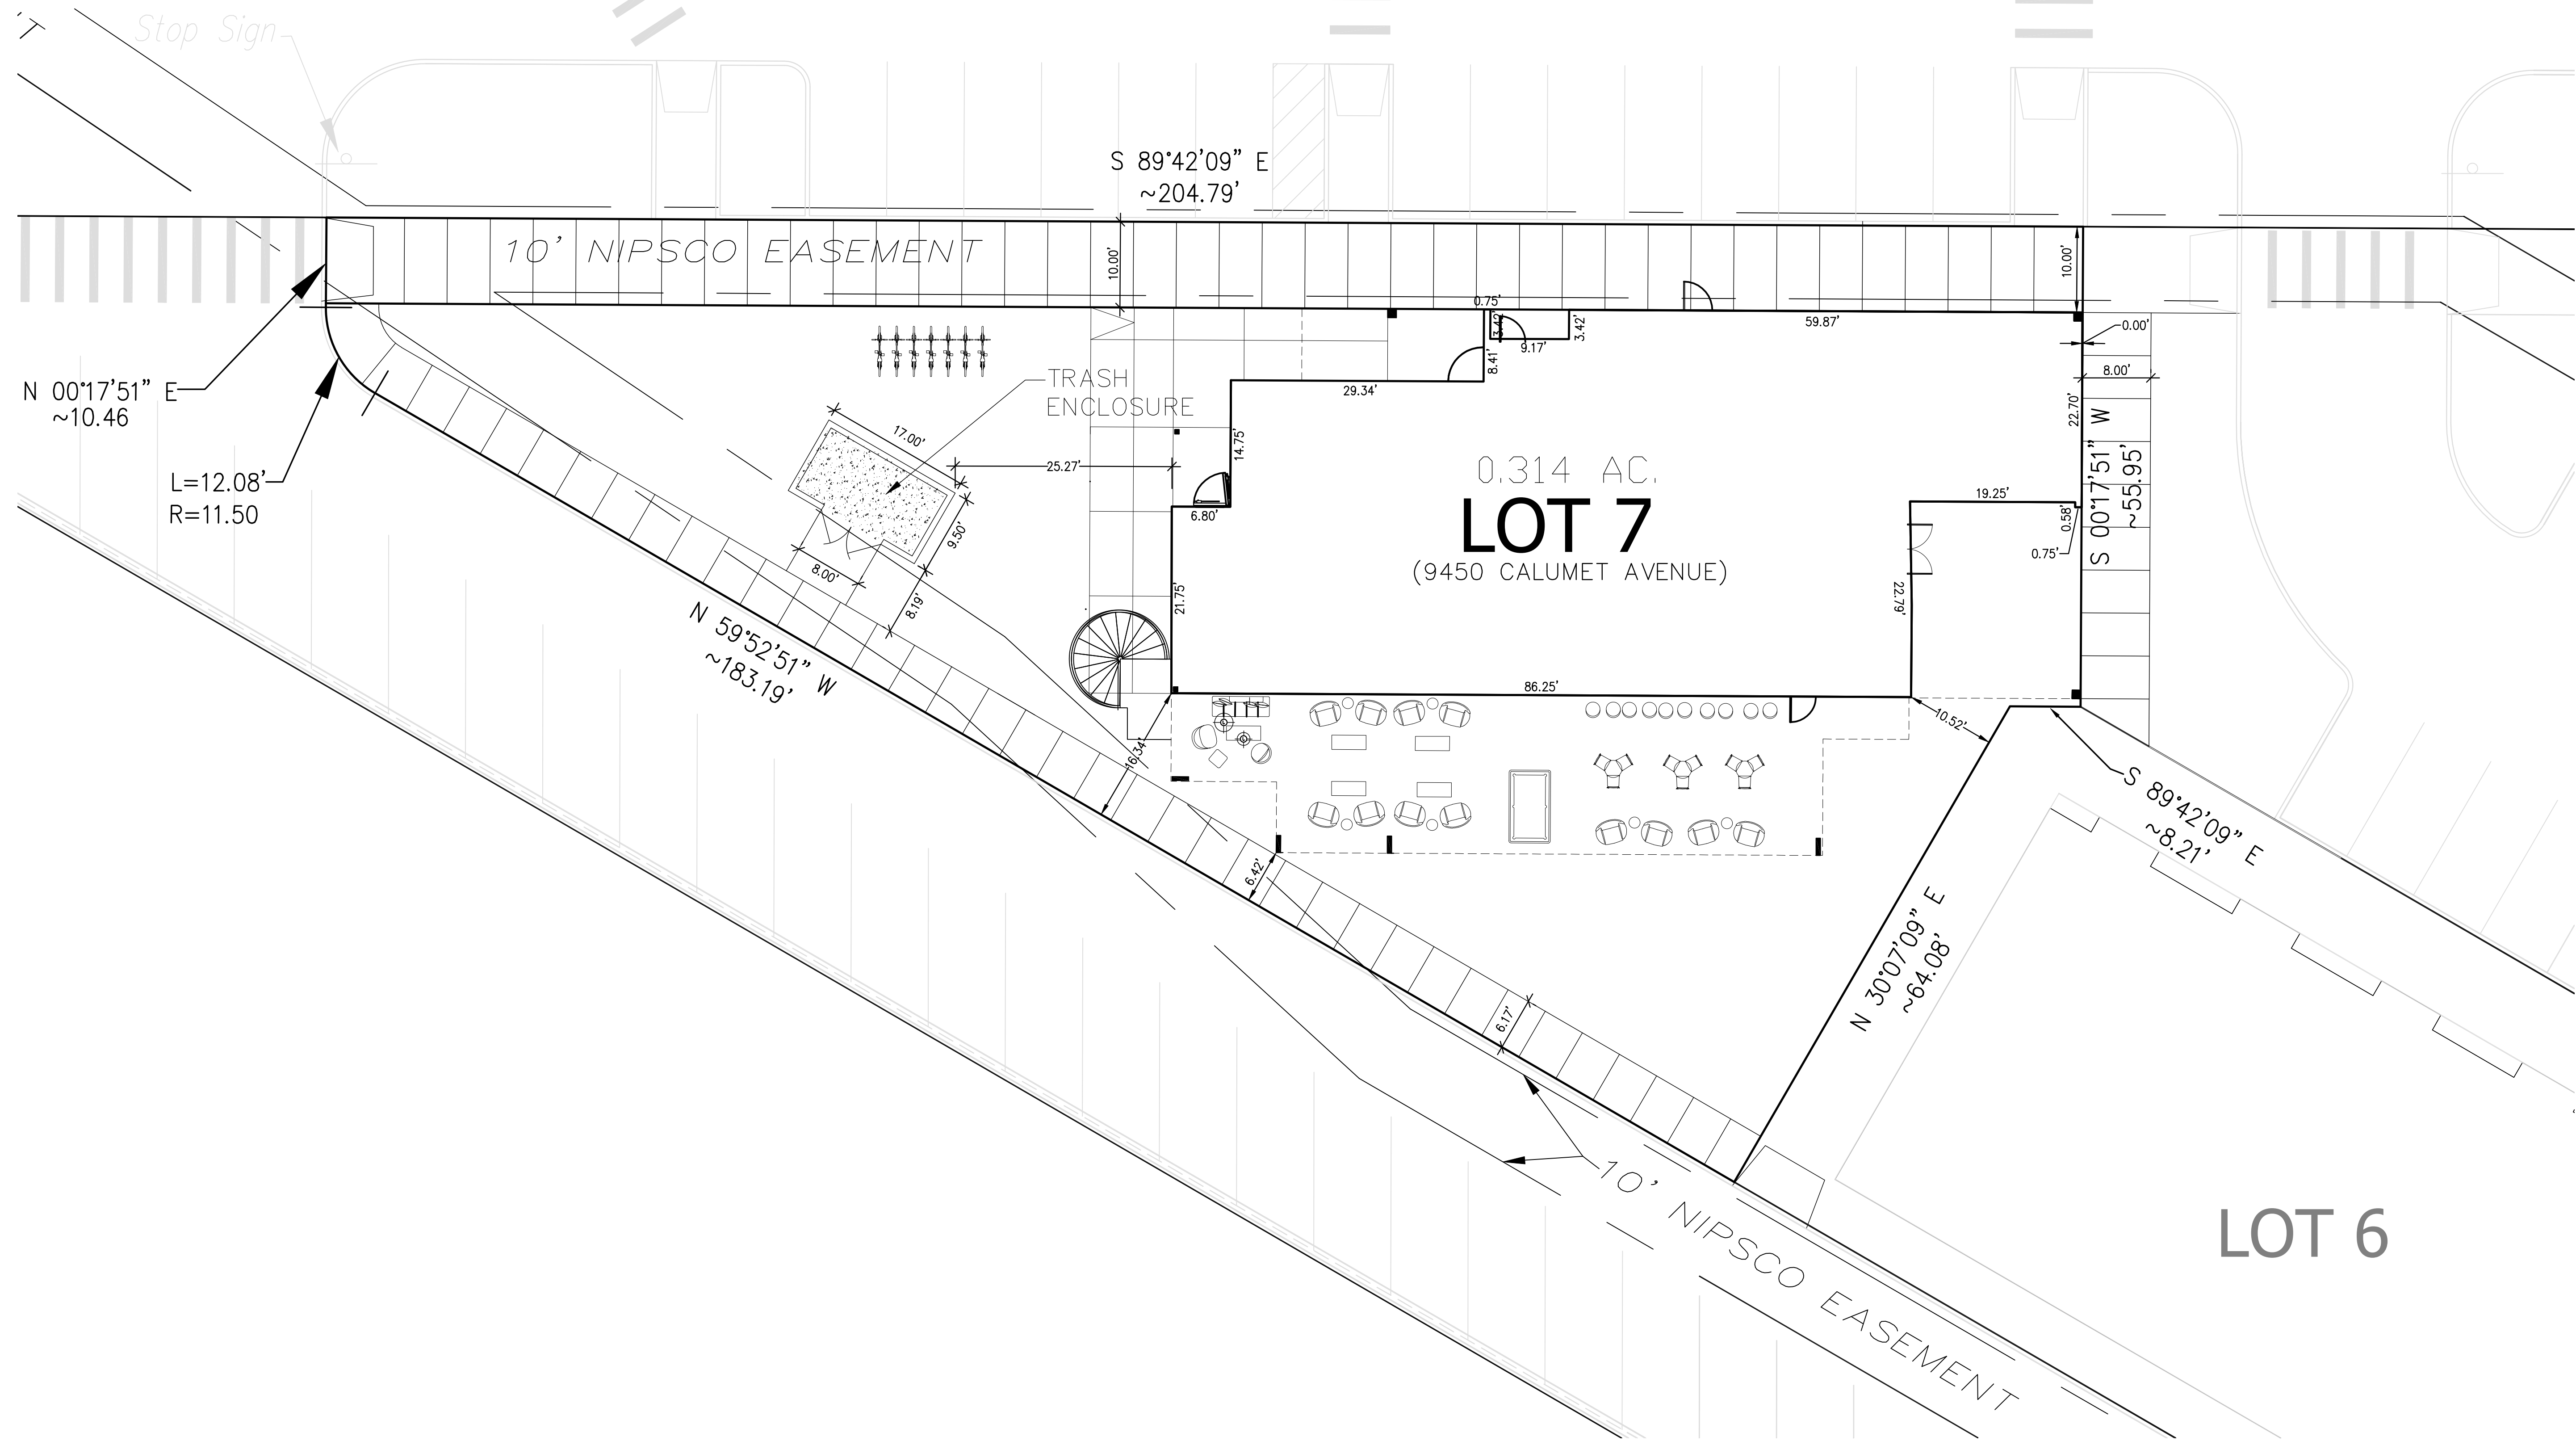 T
Stop Sign
S 89°42'09" E
~204.79'
10' NIPSCO EASEMENT
10.00'
10.00'
0.75'
3.42'
3.42'
9.17'
59.87'
0.00'
8.41'
8.00'
N 00°17'51" E
~10.46
TRASH
ENCLOSURE
29.34'
22.70'
S 00°17'51" W
~55.95'
17.00'
14.75'
25.27'
L=12.08'
R=11.50
0.314 AC.
LOT 7
(9450 CALUMET AVENUE)
19.25'
0.58'
0.75'
6.80'
9.50'
8.00'
8.19'
21.75'
22.79'
N 59°52'51" W
~183.19'
86.25'
10.52'
16.34'
S 89°42'09" E
~8.21'
6.42'
N 30°07'09" E
~64.08'
6.17'
10' NIPSCO EASEMENT
LOT 6